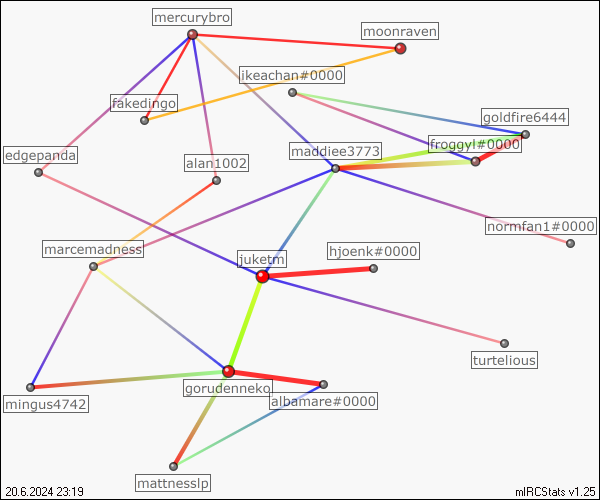 mercurybro
moonraven
ikeachan#0000
fakedingo
goldfire6444
froggyl#0000
maddiee3773
edgepanda
alan1002
normfan1#0000
marcemadness
hjoenk#0000
juketm
turtelious
gorudenneko
albamare#0000
mingus4742
mattnesslp
20.6.2024 23:19
mIRCStats v1.25